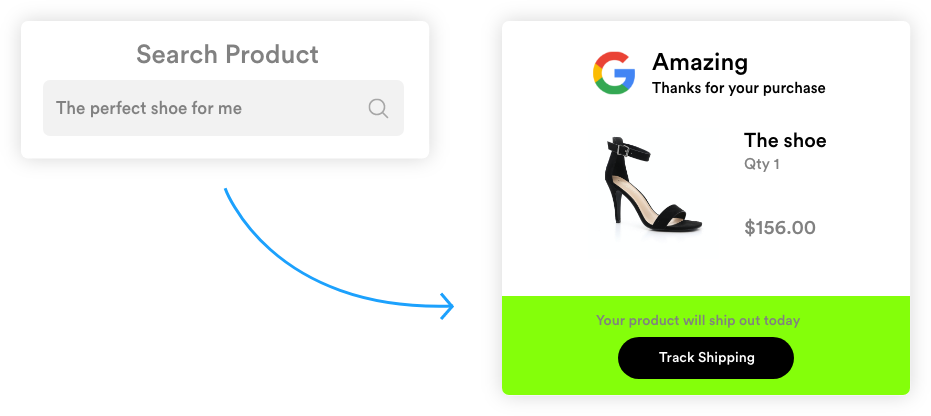 Search Product
The perfect shoe for me
Amazing
Thanks for your purchase
The shoe
Qty 1
$156.00
Your product will ship out today
Track Shipping